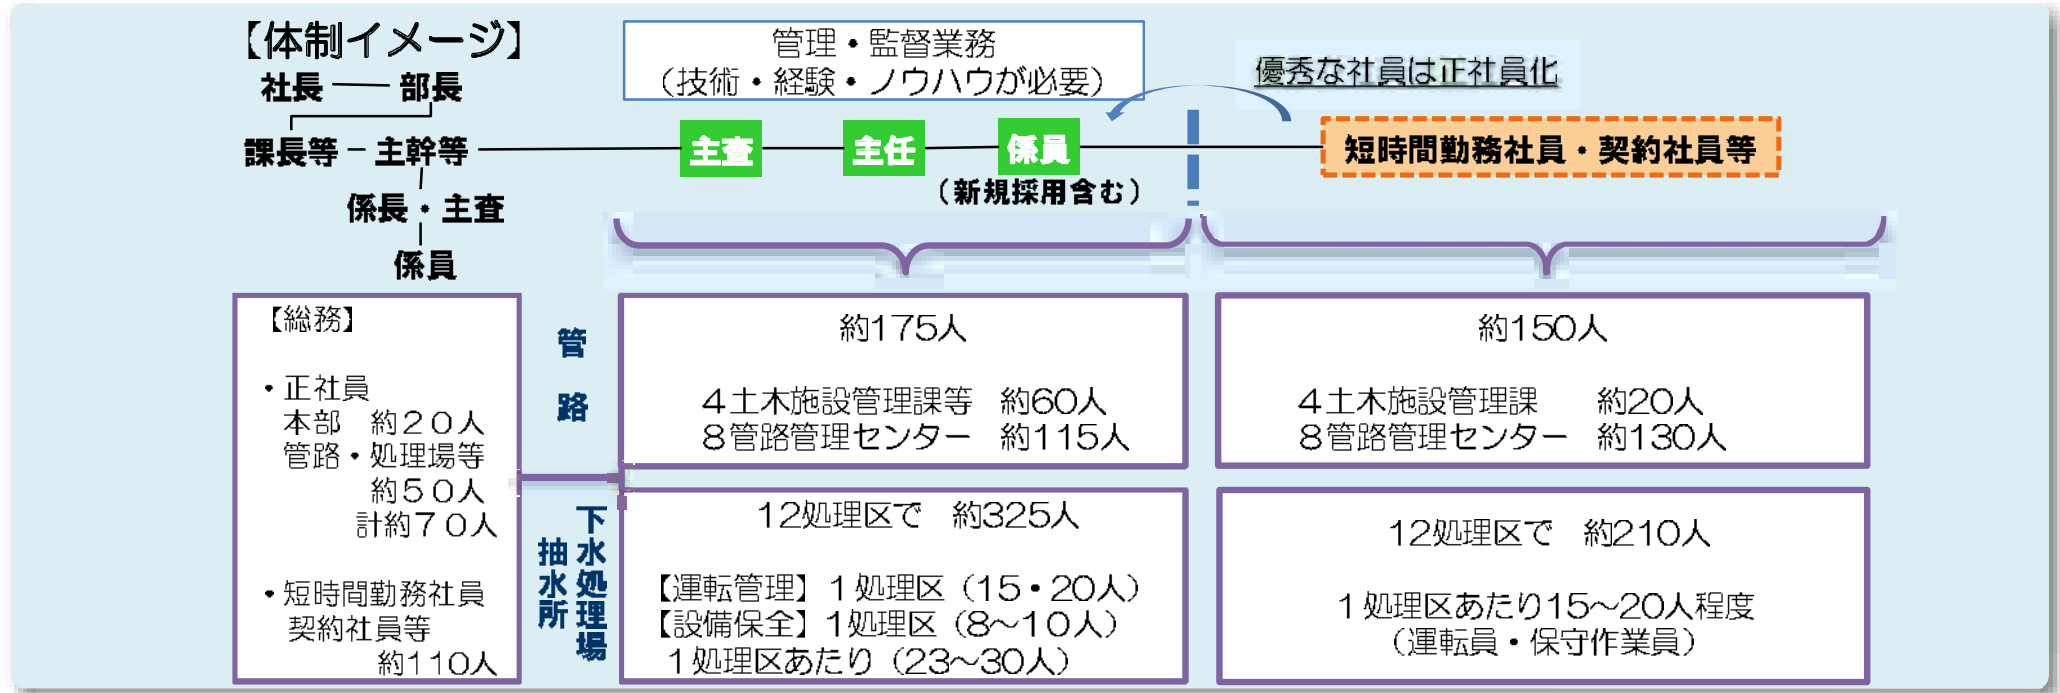 【体制イメージ】
社長 部長
課長等 主幹等
係長・主査
係員
管理・監督業務
（技術・経験・ノウハウが必要）
優秀な社員は正社員化
主査 主任 係員
（新規採用含む）
短時間勤務社員・契約社員等
【総務】
・正社員
本部 約２０人
管路・処理場等
約５０人
計約７０人
・短時間勤務社員
契約社員等
約110人
管路
約175人
４土木施設管理課等 約60人
８管路管理センター 約115人
約150人
４土木施設管理課 約20人
８管路管理センター 約130人
下水処理場
抽水所
12処理区で 約325人
【運転管理】１処理区（15・20人）
【設備保全】１処理区（8～10人）
１処理区あたり（23～30人）
12処理区で 約210人
１処理区あたり15～20人程度
（運転員・保守作業員）